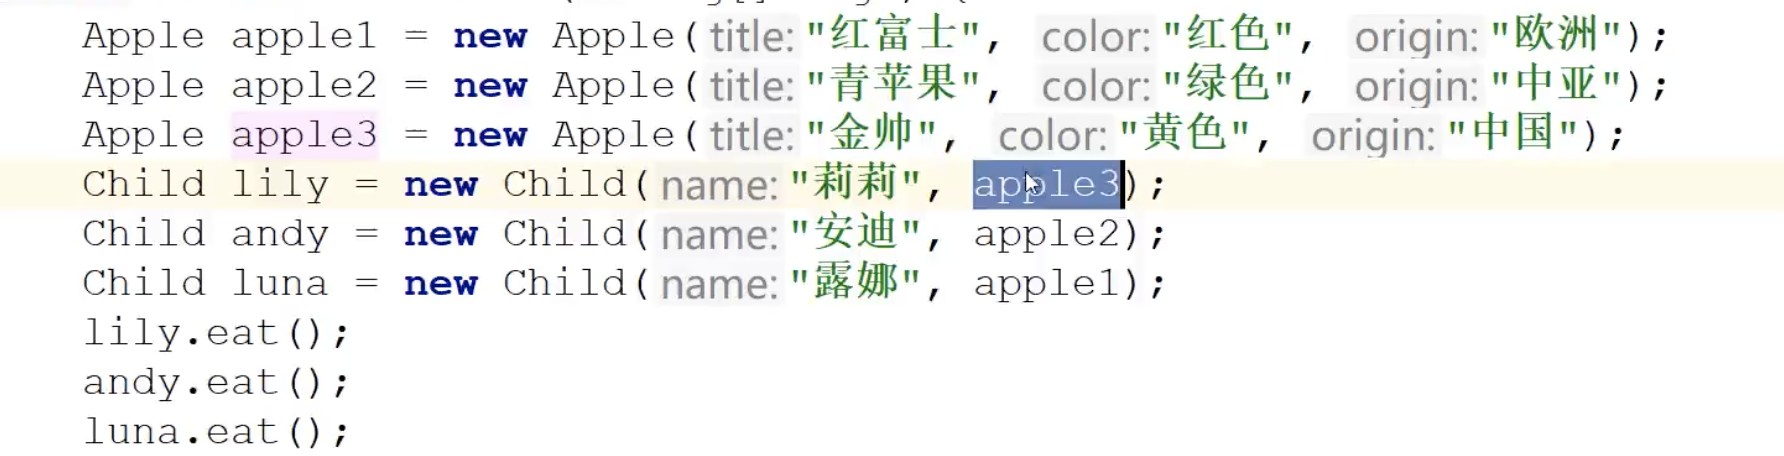 Apple apple1 = new Apple( title: "红富士", color: "红色", origin: "欧洲");
Apple apple2 = new Apple( title: "青苹果", color: "绿色", origin: "中亚");
Apple apple3 = new Apple( title: "金帅", color: "黄色", origin: "中国");
Child lily = new Child( name: "莉莉", apple3);
Child andy = new Child( name: "安迪", apple2);
Child luna = new Child( name: "露娜", apple1);
lily.eat();
andy.eat();
luna.eat();